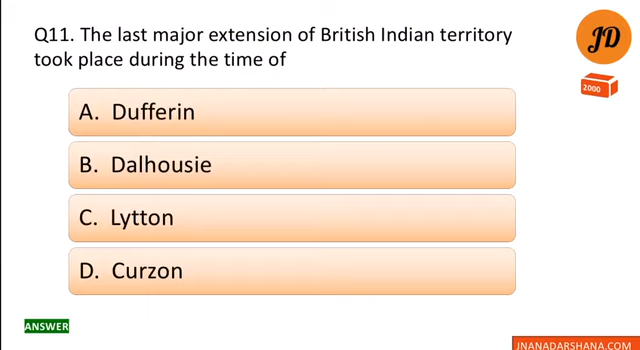 Q11. The last major extension of British Indian territory
took place during the time of
JD
2000
A. Dufferin
B. Dalhousie
C. Lytton
D. Curzon
ANSWER
JNANADARSHANA.COM